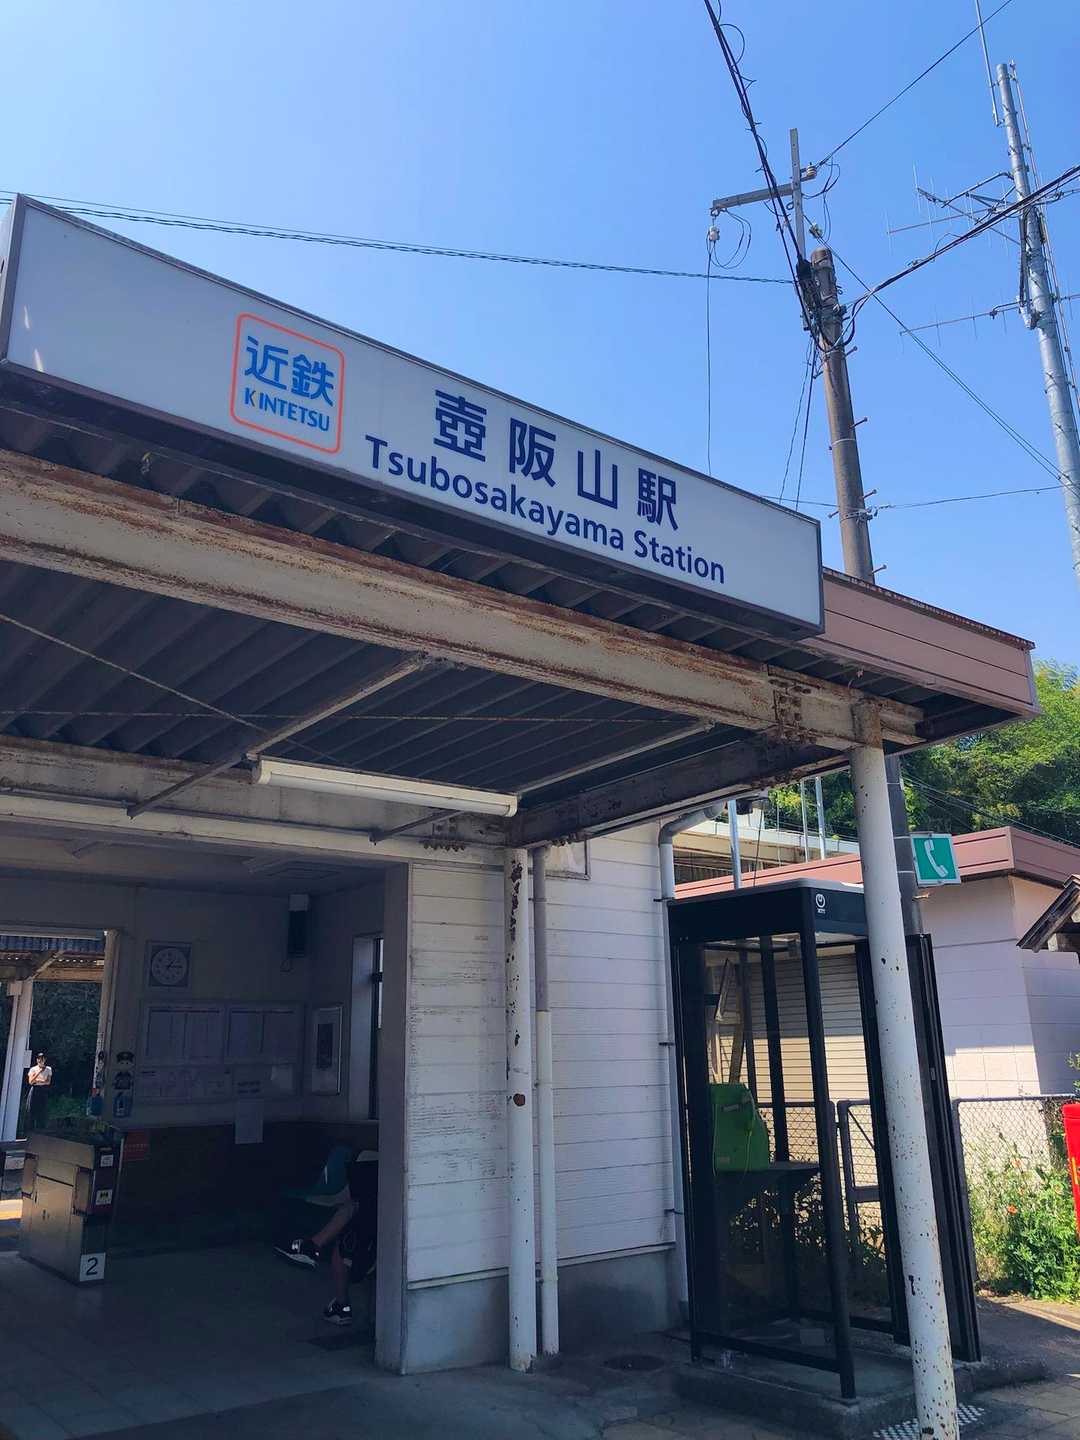 近鉄
KINTETSU
壺阪山駅
Tsubosakayama Station
2